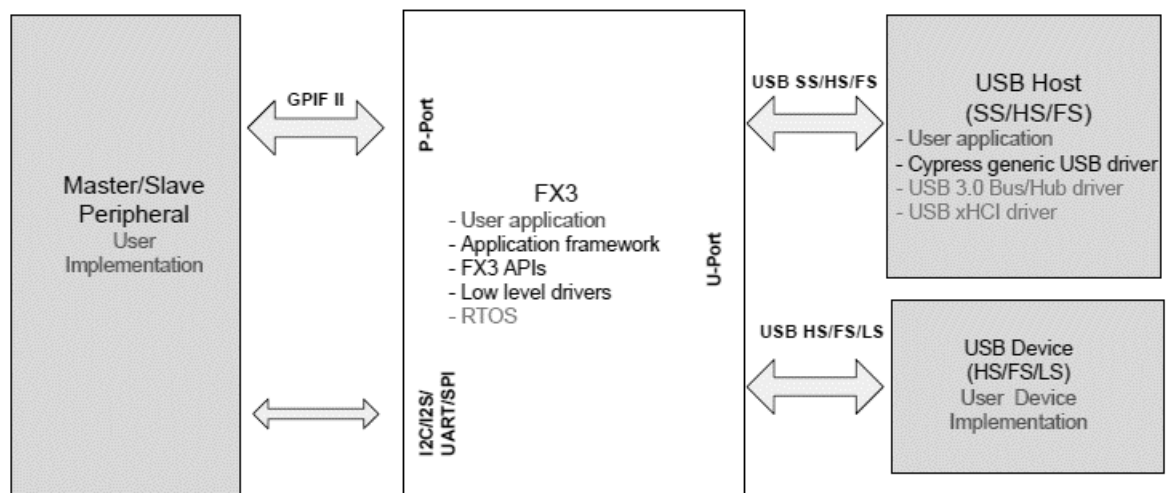 Master/Slave
Peripheral
User
Implementation
GPIF II
P-Port
I2C/I2S/
UART/SPI
FX3
- User application
- Application framework
- FX3 APIs
- Low level drivers
- RTOS
U-Port
USB SS/HS/FS
USB HS/FS/LS
USB Host
(SS/HS/FS)
- User application
- Cypress generic USB driver
- USB 3.0 Bus/Hub driver
- USB xHCI driver
USB Device
(HS/FS/LS)
User Device
Implementation